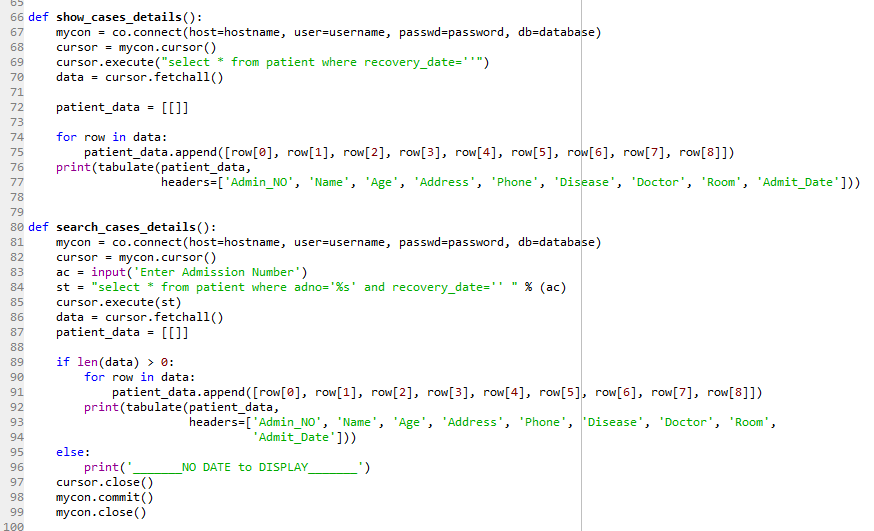 65
66 def show_cases_details():
67     mycon = co.connect(host=hostname, user=username, passwd=password, db=database)
68     cursor = mycon.cursor()
69     cursor.execute("select * from patient where recovery_date=''")
70     data = cursor.fetchall()
71
72     patient_data = [[]]
73
74     for row in data:
75         patient_data.append([row[0], row[1], row[2], row[3], row[4], row[5], row[6], row[7], row[8]])
76     print(tabulate(patient_data,
77                    headers=['Admin_NO', 'Name', 'Age', 'Address', 'Phone', 'Disease', 'Doctor', 'Room', 'Admit_Date']))
78
79
80 def search_cases_details():
81     mycon = co.connect(host=hostname, user=username, passwd=password, db=database)
82     cursor = mycon.cursor()
83     ac = input('Enter Admission Number')
84     st = "select * from patient where adno='%s' and recovery_date='' " % (ac)
85     cursor.execute(st)
86     data = cursor.fetchall()
87     patient_data = [[]]
88
89     if len(data) > 0:
90         for row in data:
91             patient_data.append([row[0], row[1], row[2], row[3], row[4], row[5], row[6], row[7], row[8]])
92         print(tabulate(patient_data,
93                        headers=['Admin_NO', 'Name', 'Age', 'Address', 'Phone', 'Disease', 'Doctor', 'Room',
94                                 'Admit_Date']))
95     else:
96         print('_______NO DATE to DISPLAY_______')
97     cursor.close()
98     mycon.commit()
99     mycon.close()
100